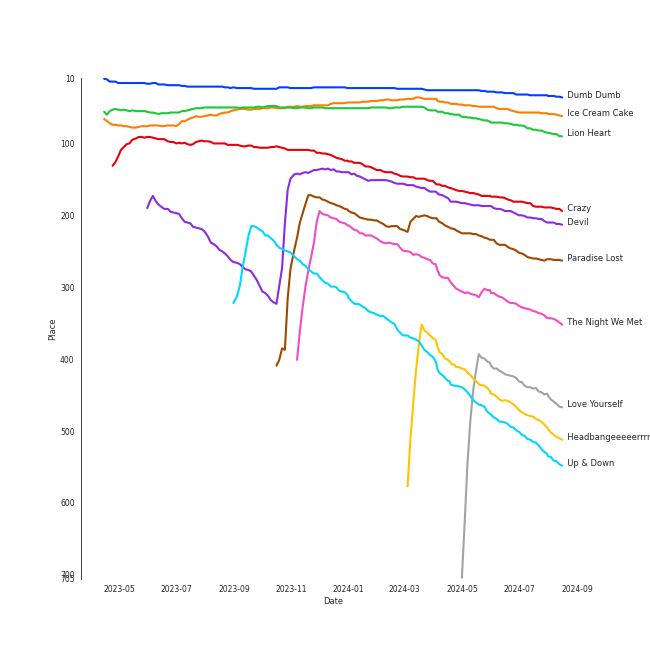 10
Dumb Dumb
Ice Cream Cake
Lion Heart
100
Crazy
200
Devil
Paradise Lost
300
The Night We Met
Place
400
Love Yourself
500
Headbangeeeeerrrr
Up & Down
600
700
705
2023-05 2023-07 2023-09 2023-11 2024-01 2024-03 2024-05 2024-07 2024-09
Date